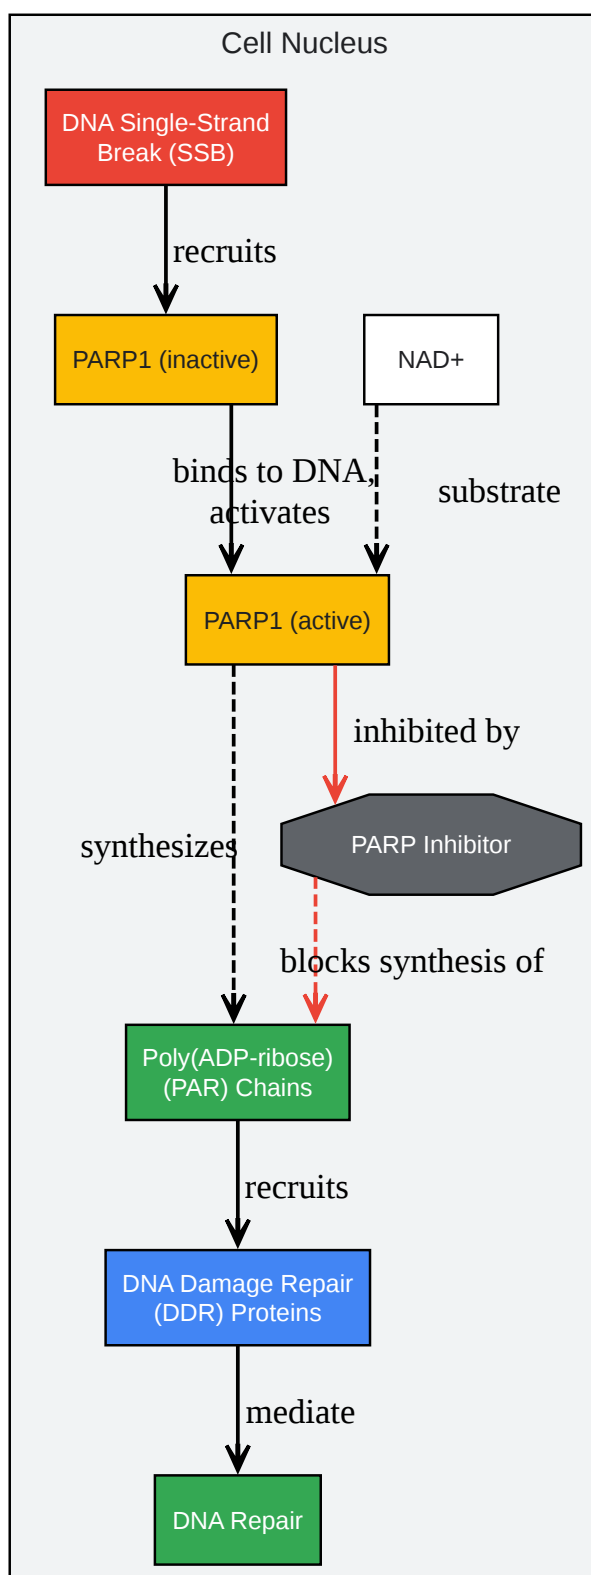 Cell Nucleus
DNA Single-Strand
Break (SSB)
recruits
PARP1 (inactive)
NAD+
binds to DNA,
activates
substrate
PARP1 (active)
inhibited by
synthesizes
PARP Inhibitor
blocks synthesis of
Poly(ADP-ribose)
(PAR) Chains
recruits
DNA Damage Repair
(DDR) Proteins
mediate
DNA Repair